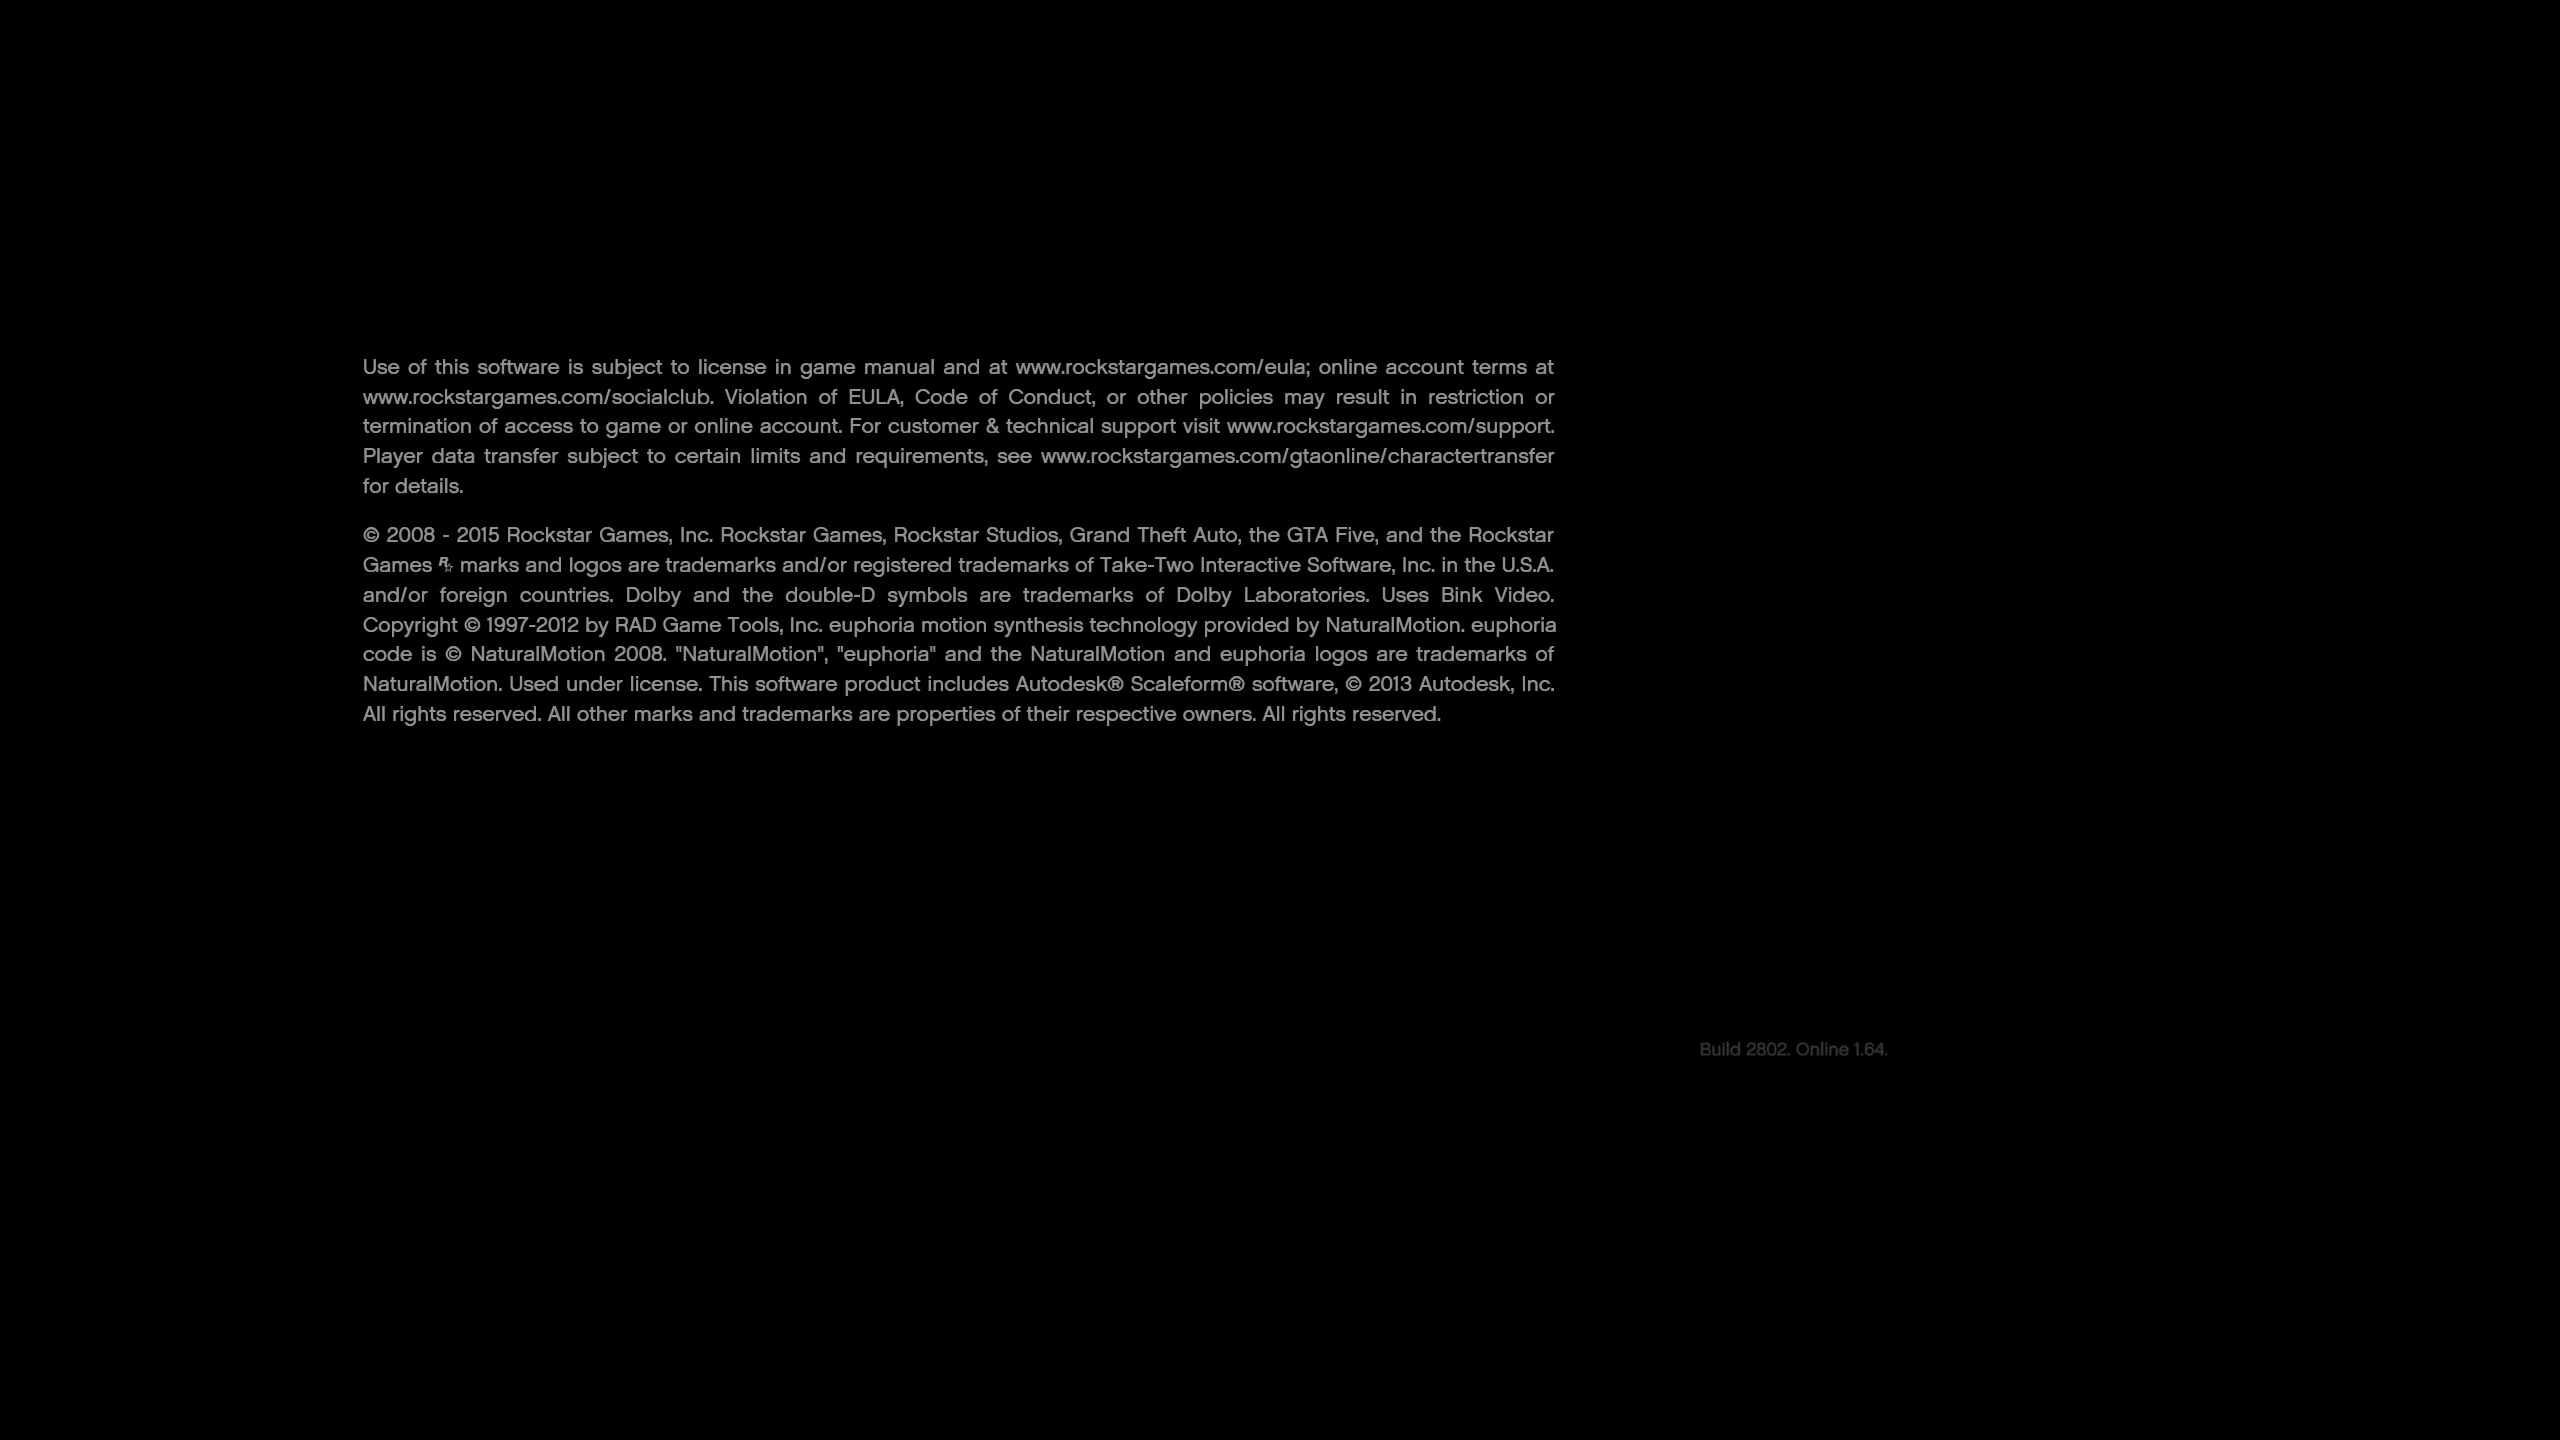 Use of this software is subject to license in game manual and at www.rockstargames.com/eula; online account terms at
www.rockstargames.com/socialclub. Violation of EULA, Code of Conduct, or other policies may result in restriction or
termination of access to game or online account. For customer & technical support visit www.rockstargames.com/support.
Player data transfer subject to certain limits and requirements, see www.rockstargames.com/gtaonline/charactertransfer
for details.
© 2008 - 2015 Rockstar Games, Inc. Rockstar Games, Rockstar Studios, Grand Theft Auto, the GTA Five, and the Rockstar
Games R* marks and logos are trademarks and/or registered trademarks of Take-Two Interactive Software, Inc. in the U.S.A.
and/or foreign countries. Dolby and the double-D symbols are trademarks of Dolby Laboratories. Uses Bink Video.
Copyright © 1997-2012 by RAD Game Tools, Inc. euphoria motion synthesis technology provided by NaturalMotion. euphoria
code is © NaturalMotion 2008. "NaturalMotion", "euphoria" and the NaturalMotion and euphoria logos are trademarks of
NaturalMotion. Used under license. This software product includes Autodesk® Scaleform® software, © 2013 Autodesk, Inc.
All rights reserved. All other marks and trademarks are properties of their respective owners. All rights reserved.
Build 2802. Online 1.64.